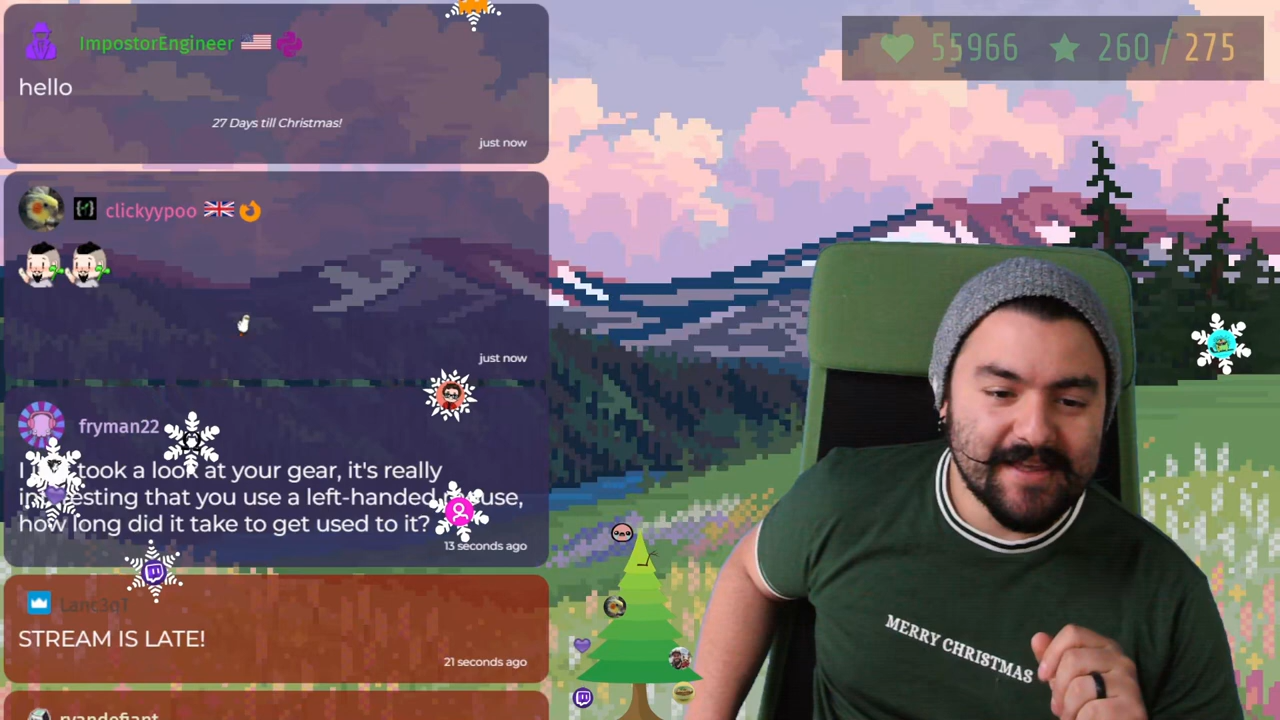 ImpostorEngineer
hello
27 Days till Christmas!
just now
55966 260 / 275
clickyypoo
just now
fryman22
I took a look at your gear, it's really
that you use a left-handed
how long did it take to get used to it?
13 seconds ago
STREAM IS LATE!
21 seconds ago
ryandefiant
MERRY CHRISTMAS